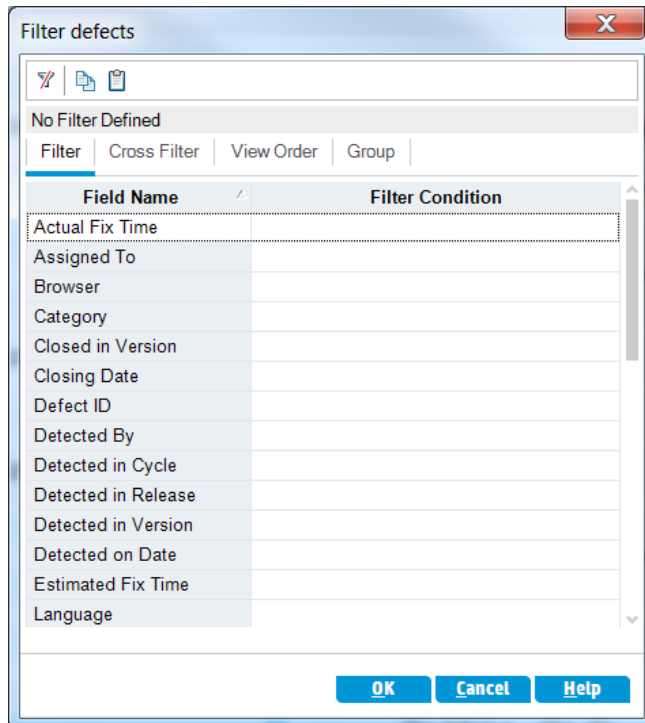 Filter defects
No Filter Defined
Filter Cross Filter View Order Group
Field Name Filter Condition
Actual Fix Time
Assigned To
Browser
Category
Closed in Version
Closing Date
Defect ID
Detected By
Detected in Cycle
Detected in Release
Detected in Version
Detected on Date
Estimated Fix Time
Language
OK Cancel Help